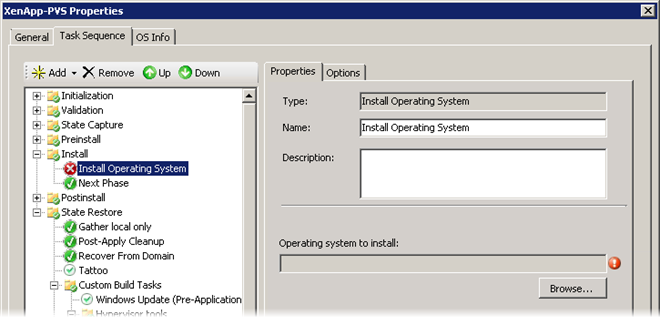 XenApp-PVS Properties
General Task Sequence OS Info
Add Remove Up Down
Initialization
Validation
State Capture
Preinstall
Install
Install Operating System
Next Phase
Postinstall
State Restore
Gather local only
Post-Apply Cleanup
Recover From Domain
Tattoo
Custom Build Tasks
Windows Update (Pre-Application
Hypervisor tools
Properties Options
Type: Install Operating System
Name: Install Operating System
Description:
Operating system to install:
Browse...